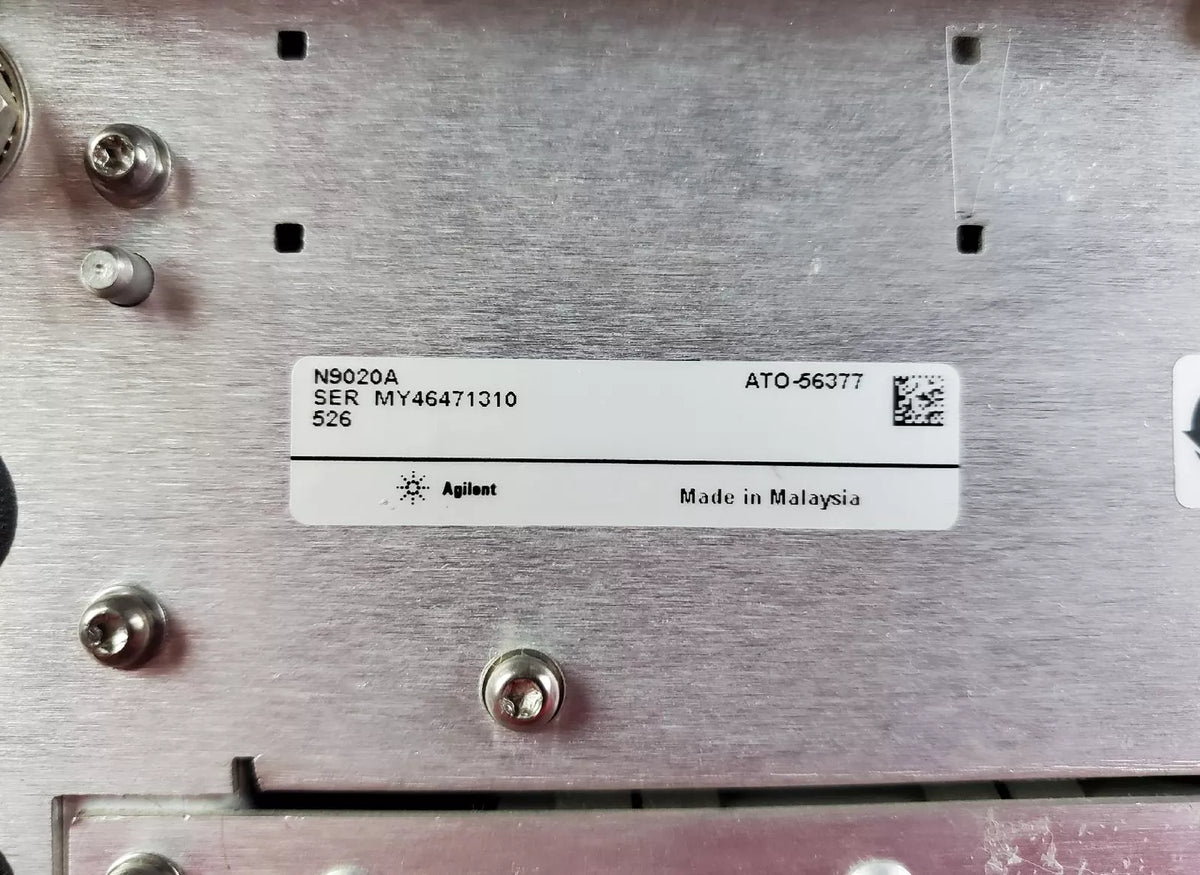 N9020A
SER MY46471310
526
ATO-56377
Agilent
Made in Malaysia